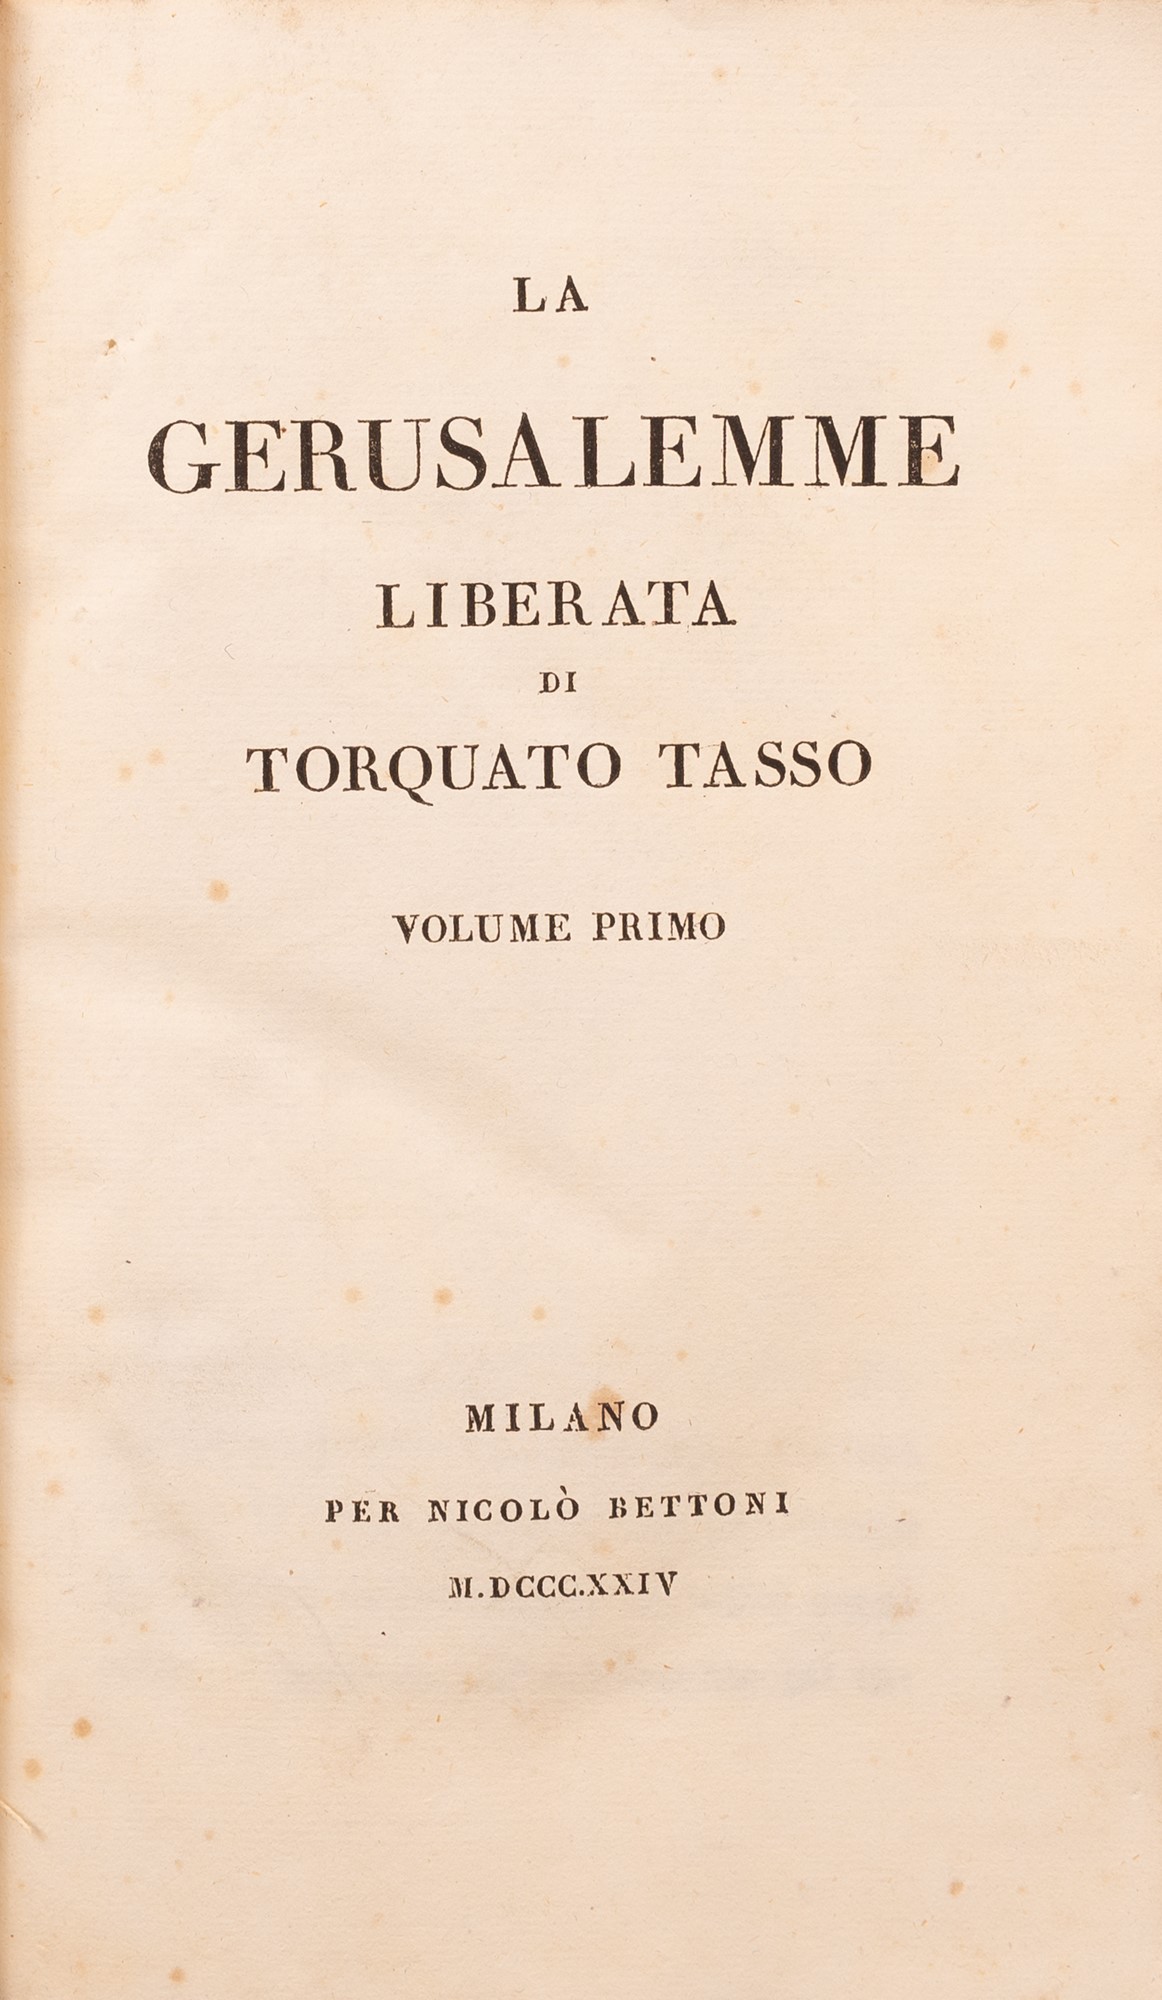 LA
GERUSALEMME
LIBERATA
DI
TORQUATO TASSO
VOLUME PRIMO
MILANO
PER NICOLÒ BETTONI
M.DCCC.XXIV